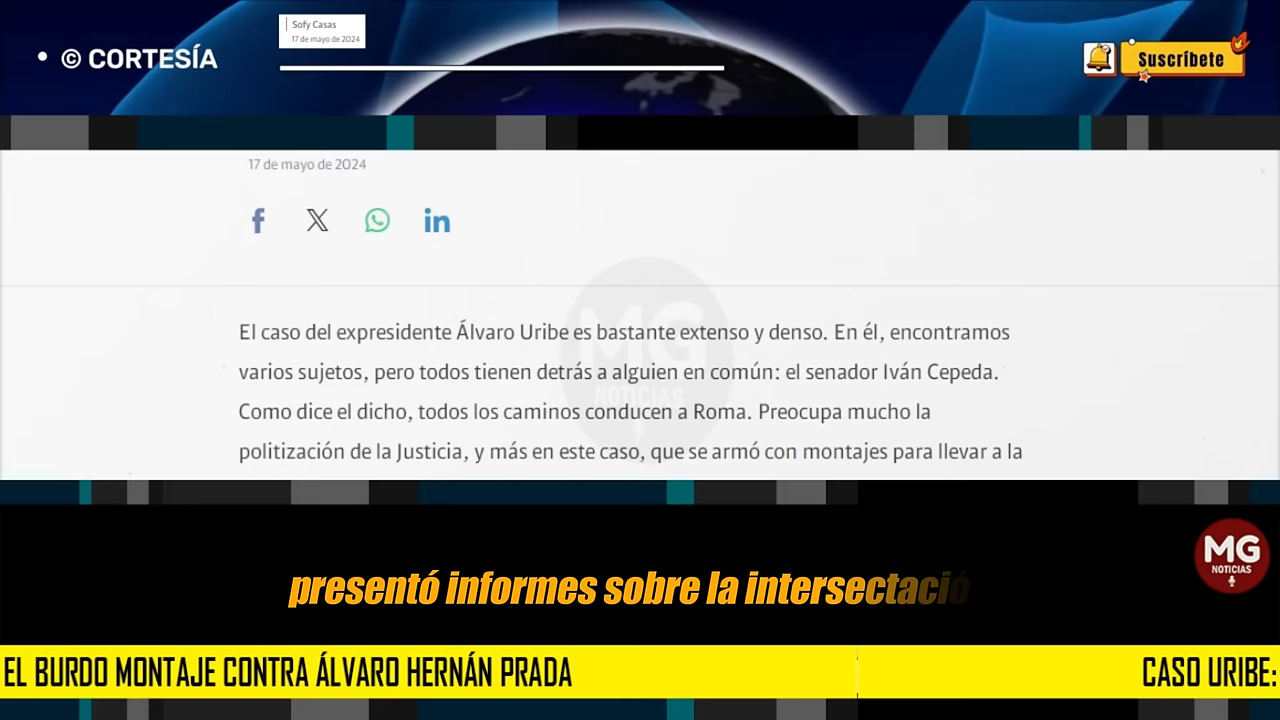 Sofy Casas
17 de mayo de 2024
• © CORTESÍA
Suscríbete
17 de mayo de 2024
El caso del expresidente Álvaro Uribe es bastante extenso y denso. En él, encontramos
varios sujetos, pero todos tienen detrás a alguien en común: el senador Iván Cepeda.
Como dice el dicho, todos los caminos conducen a Roma. Preocupa mucho la
politización de la Justicia, y más en este caso, que se armó con montajes para llevar a la
MG
NOTICIAS
presentó informes sobre la intersectació
MG
NOTICIAS
EL BURDO MONTAJE CONTRA ÁLVARO HERNÁN PRADA
CASO URIBE: